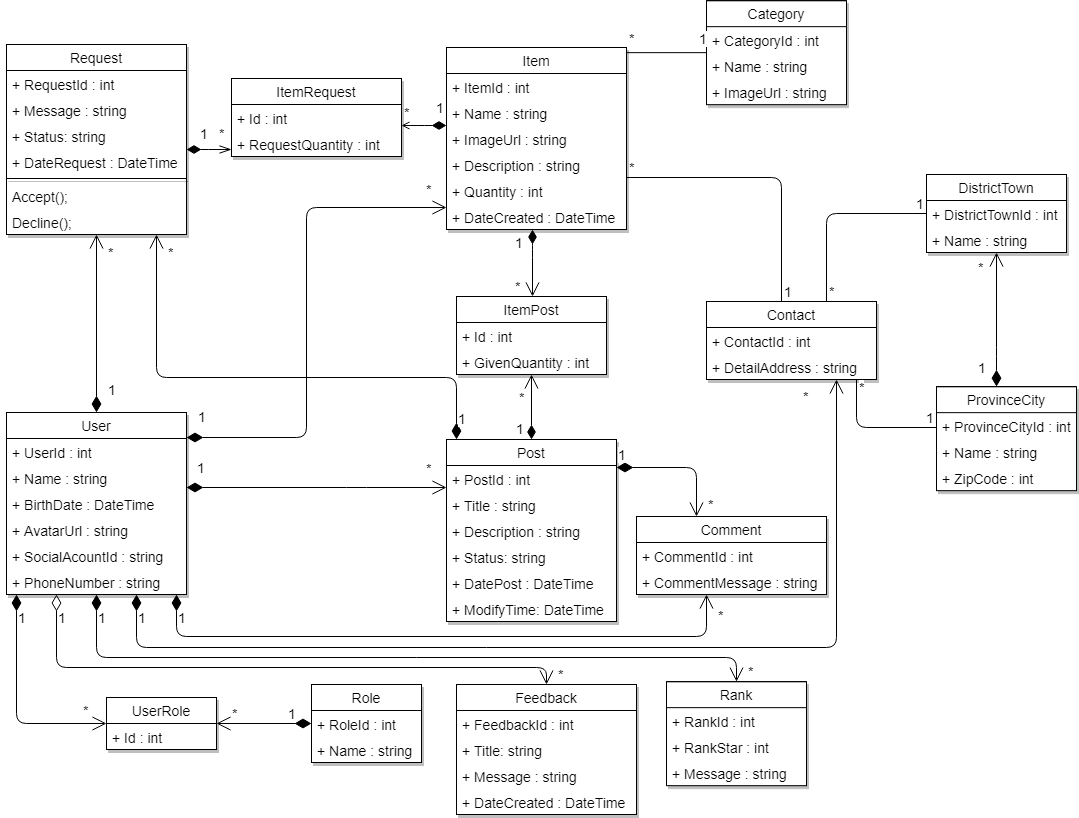 Category
+ CategoryId : int
+ Name : string
+ ImageUrl : string
*
1
Request
+ RequestId : int
+ Message : string
+ Status: string
+ DateRequest : DateTime
Accept();
Decline();
1
*
ItemRequest
+ Id : int
+ RequestQuantity : int
*
1
Item
+ ItemId : int
+ Name : string
+ ImageUrl : string
+ Description : string
+ Quantity : int
+ DateCreated : DateTime
*
*
1
*
DistrictTown
+ DistrictTownId : int
+ Name : string
1
*
*
*
ItemPost
+ Id : int
+ GivenQuantity : int
*
1
1
*
Contact
+ ContactId : int
+ DetailAddress : string
*
*
1
1
ProvinceCity
+ ProvinceCityId : int
+ Name : string
+ ZipCode : int
1
User
+ UserId : int
+ Name : string
+ BirthDate : DateTime
+ AvatarUrl : string
+ SocialAcountId : string
+ PhoneNumber : string
1
1
*
1
1
Post
+ PostId : int
+ Title : string
+ Description : string
+ Status: string
+ DatePost : DateTime
+ ModifyTime: DateTime
1
*
Comment
+ CommentId : int
+ CommentMessage : string
*
1
1
1
1
1
*
*
UserRole
+ Id : int
*
*
1
Role
+ RoleId : int
+ Name : string
Feedback
+ FeedbackId : int
+ Title: string
+ Message : string
+ DateCreated : DateTime
Rank
+ RankId : int
+ RankStar : int
+ Message : string